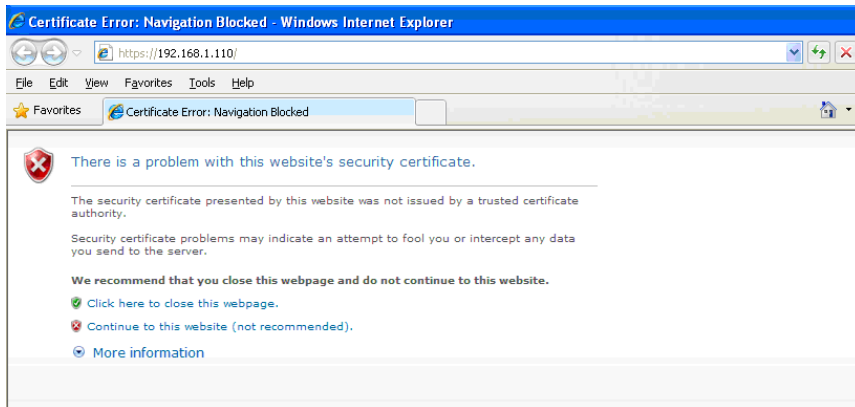 Certificate Error: Navigation Blocked - Windows Internet Explorer
https://192.168.1.110/
File Edit View Favorites Tools Help
Favorites Certificate Error: Navigation Blocked
There is a problem with this website's security certificate.
The security certificate presented by this website was not issued by a trusted certificate
authority.
Security certificate problems may indicate an attempt to fool you or intercept any data
you send to the server.
We recommend that you close this webpage and do not continue to this website.
Click here to close this webpage.
Continue to this website (not recommended).
More information